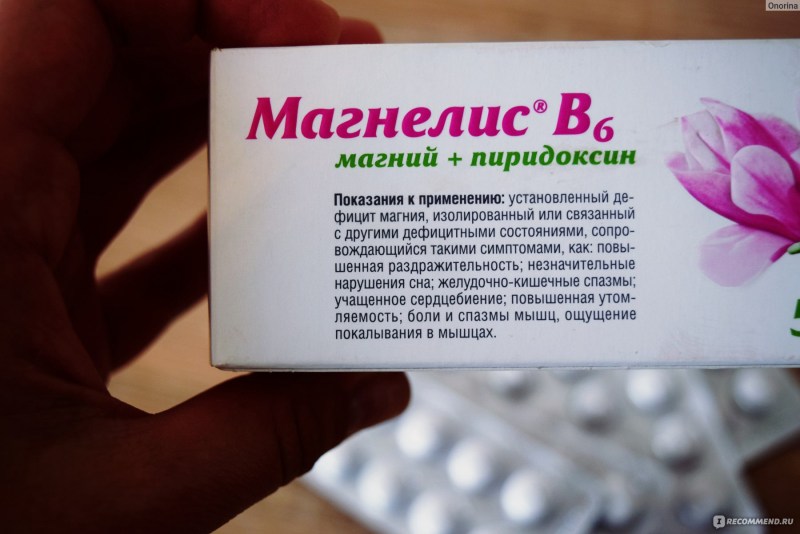 Onorina
Магнелис® B6
магний + пиридоксин
Показания к применению: установленный де-
фицит магния, изолированный или связанный
с другими дефицитными состояниями, сопро-
вождающийся такими симптомами, как: повы-
шенная раздражительность; незначительные
нарушения сна; желудочно-кишечные спазмы;
учащенное сердцебиение; повышенная утом-
ляемость; боли и спазмы мышц, ощущение
покалывания в мышцах.
5
I RECOMMEND.RU